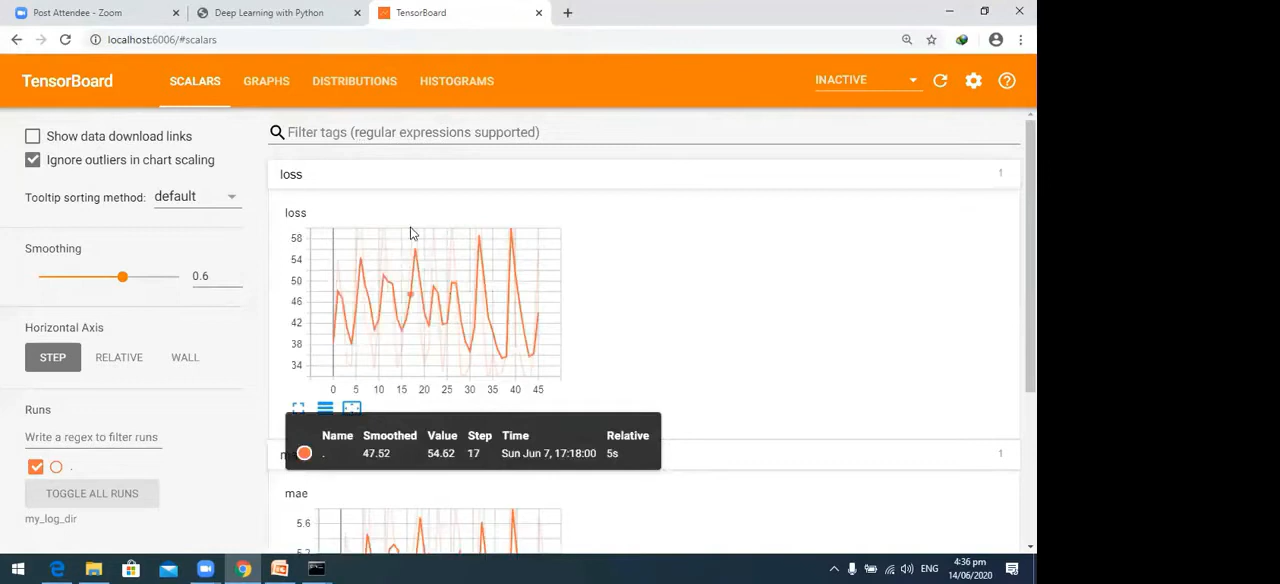 Post Attendee - Zoom
Deep Learning with Python
TensorBoard
localhost:6006/#scalars
TensorBoard
SCALARS
GRAPHS
DISTRIBUTIONS
HISTOGRAMS
INACTIVE
Show data download links
Ignore outliers in chart scaling
Tooltip sorting method: default
Smoothing
0.6
Horizontal Axis
STEP
RELATIVE
WALL
Runs
Write a regex to filter runs
.
TOGGLE ALL RUNS
my_log_dir
Filter tags (regular expressions supported)
loss
1
loss
58
54
50
46
42
38
34
0 5 10 15 20 25 30 35 40 45
Name Smoothed Value Step Time Relative
. 47.52 54.62 17 Sun Jun 7, 17:18:00 5s
1
mae
5.6
ENG
4:36 pm
14/06/2020